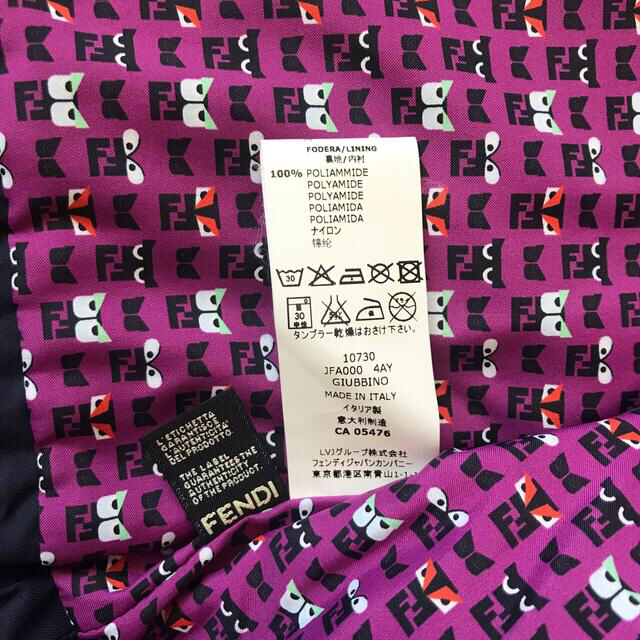 FODERA/LINING
裏地/内衬
100% POLIAMMIDE
POLYAMIDE
POLYAMIDE
POLIAMIDA
POLIAMIDA
ナイロン
锦纶
30
30
中性
タンブラー乾燥はおさけ下さい。
10730
JFA000 4AY
GIUBBINO
MADE IN ITALY
イタリア製
意大利制造
CA 05476
LVJグループ株式会社
フェンディジャパンカンパニー
東京都港区南青山1-1-
L'ETICHETTA
GARANTISCE
L'AUTENTICITA'
DEL PRODOTTO.
THE LABEL
GUARANTEES THE
AUTHENTICITY
OF THE PRODUCT.
FENDI